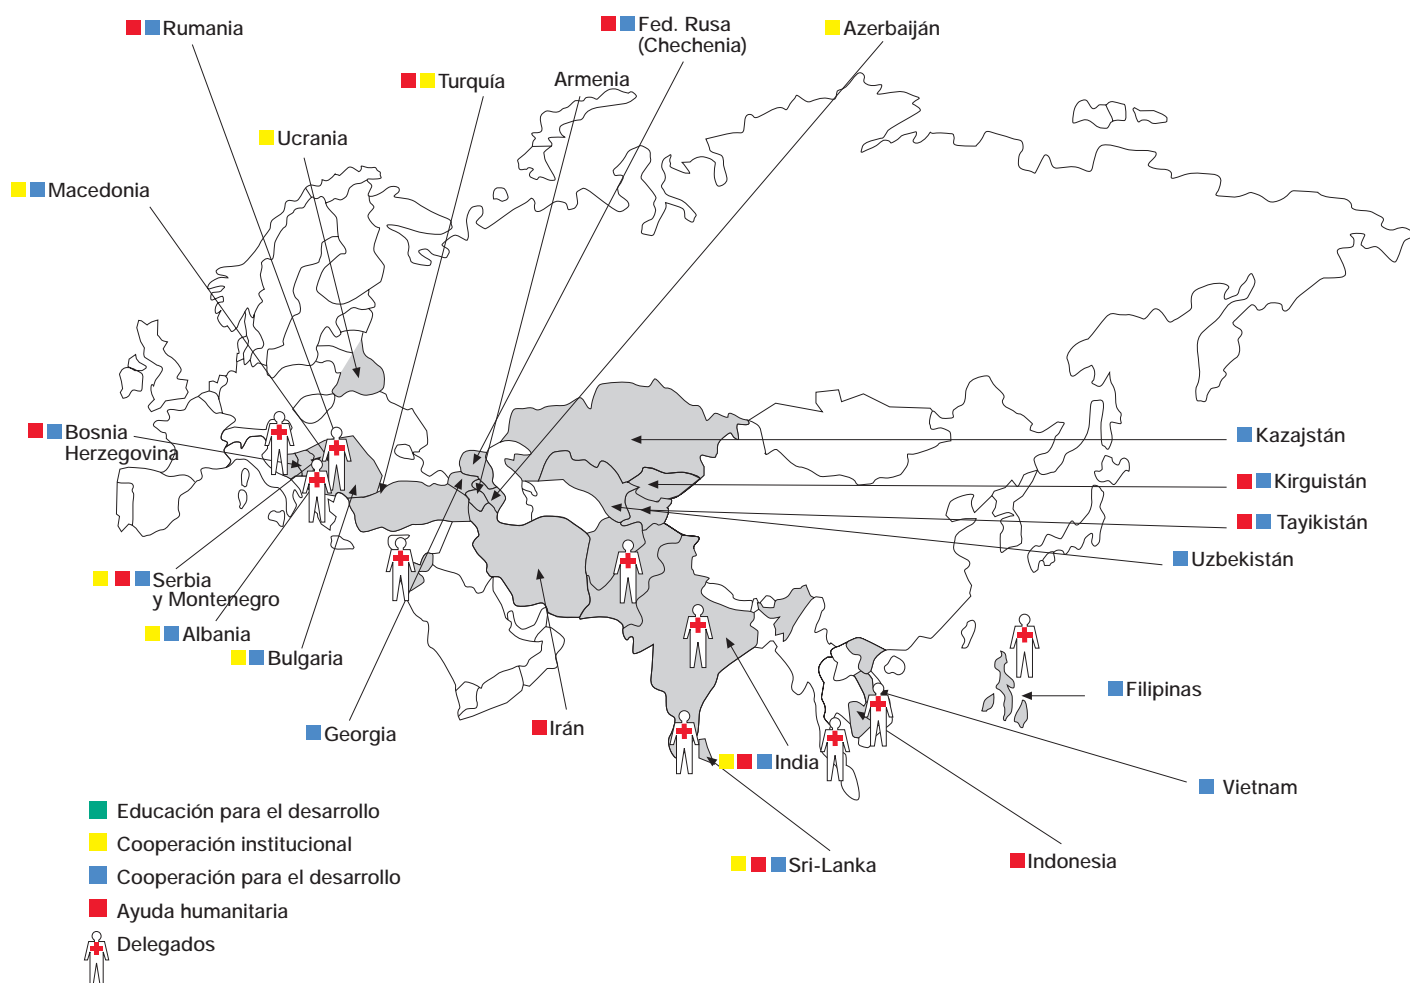 Rumania
Fed. Rusa
(Chechenia)
Azerbaiján
Turquía
Armenia
Ucrania
Macedonia
Bosnia
Herzegovina
Kazajstán
Kirguistán
Tayikistán
Uzbekistán
Serbia
y Montenegro
Albania
Bulgaria
Filipinas
Georgia
Irán
India
Vietnam
Sri-Lanka
Indonesia
Educación para el desarrollo
Cooperación institucional
Cooperación para el desarrollo
Ayuda humanitaria
Delegados